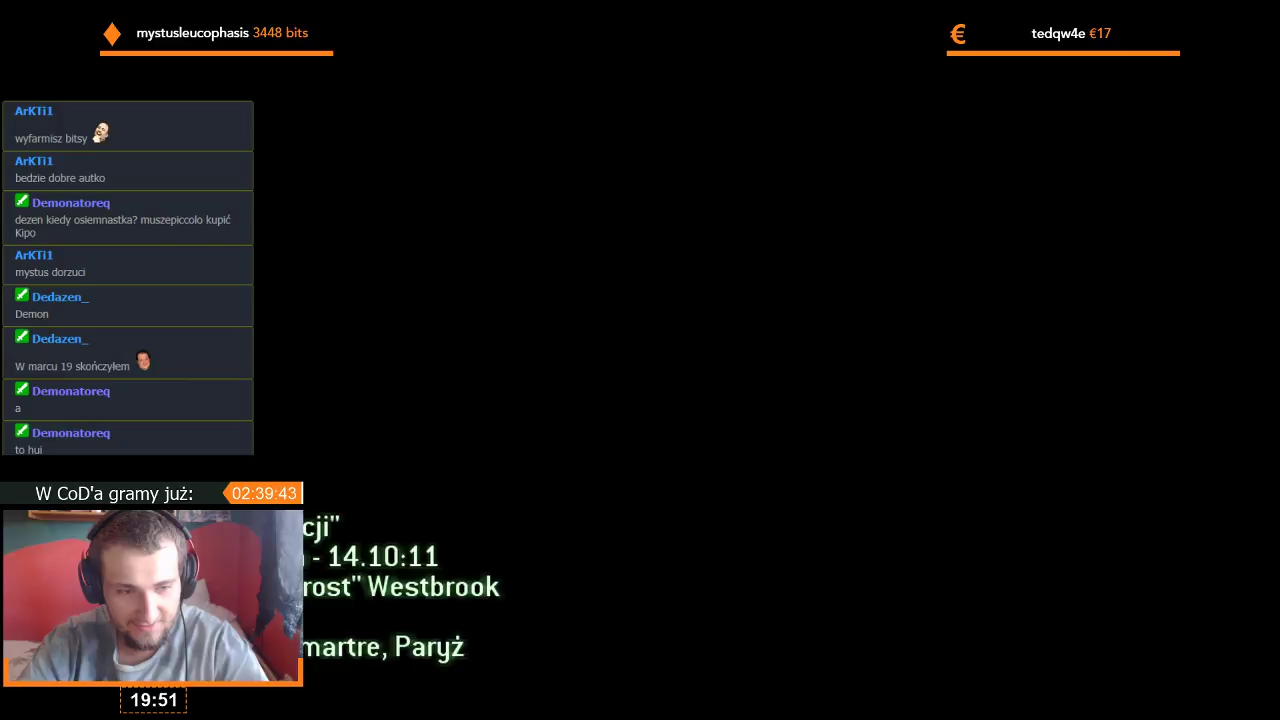 mystusleucophasis 3448 bits
€ tedqw4e €17
ArKTi1
wyfarmisz bitsy
ArKTi1
bedzie dobre autko
Demonatoreq
dezen kiedy osiemnastka? muszepiccolo kupić
Kipo
ArKTi1
mystus dorzuci
Dedazen_
Demon
Dedazen_
W marcu 19 skończyłem
Demonatoreq
a
Demonatoreq
to hui
W CoD'a gramy już: 02:39:43
cji"
- 14.10:11
rost" Westbrook
martre, Paryż
19:51